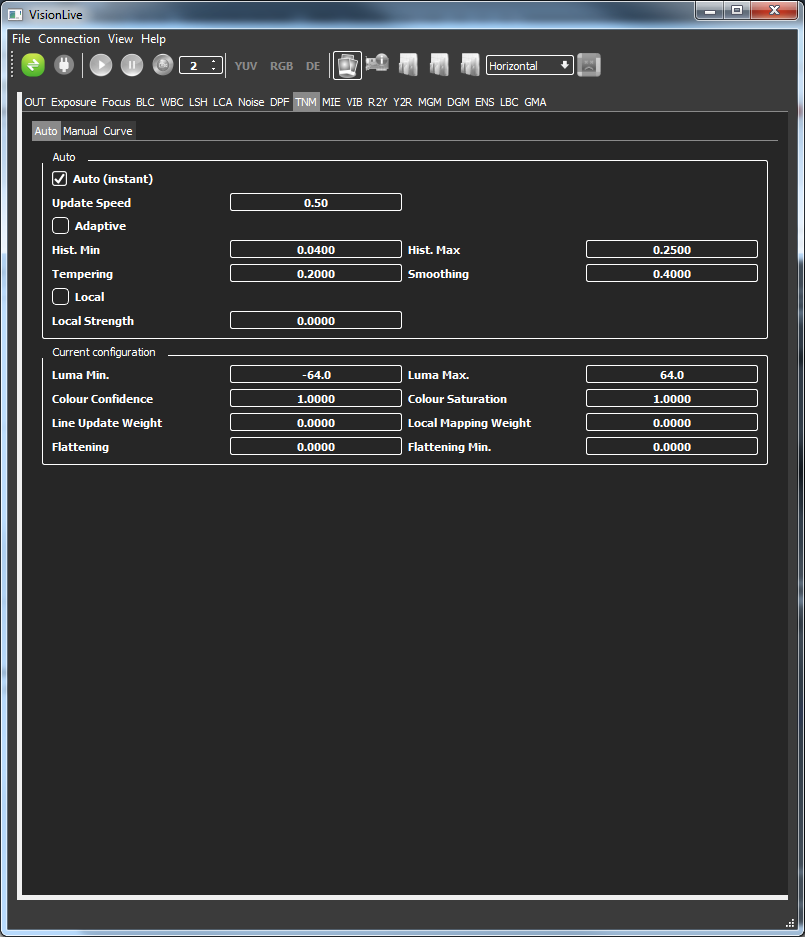 VisionLive
File Connection View Help
2 YUV RGB DE Horizontal
OUT Exposure Focus BLC WBC LSH LCA Noise DPF TNM MIE VIB R2Y Y2R MGM DGM ENS LBC GMA
Auto Manual Curve
Auto
Auto (instant)
Update Speed 0.50
Adaptive
Hist. Min 0.0400 Hist. Max 0.2500
Tempering 0.2000 Smoothing 0.4000
Local
Local Strength 0.0000
Current configuration
Luma Min. -64.0 Luma Max. 64.0
Colour Confidence 1.0000 Colour Saturation 1.0000
Line Update Weight 0.0000 Local Mapping Weight 0.0000
Flattening 0.0000 Flattening Min. 0.0000